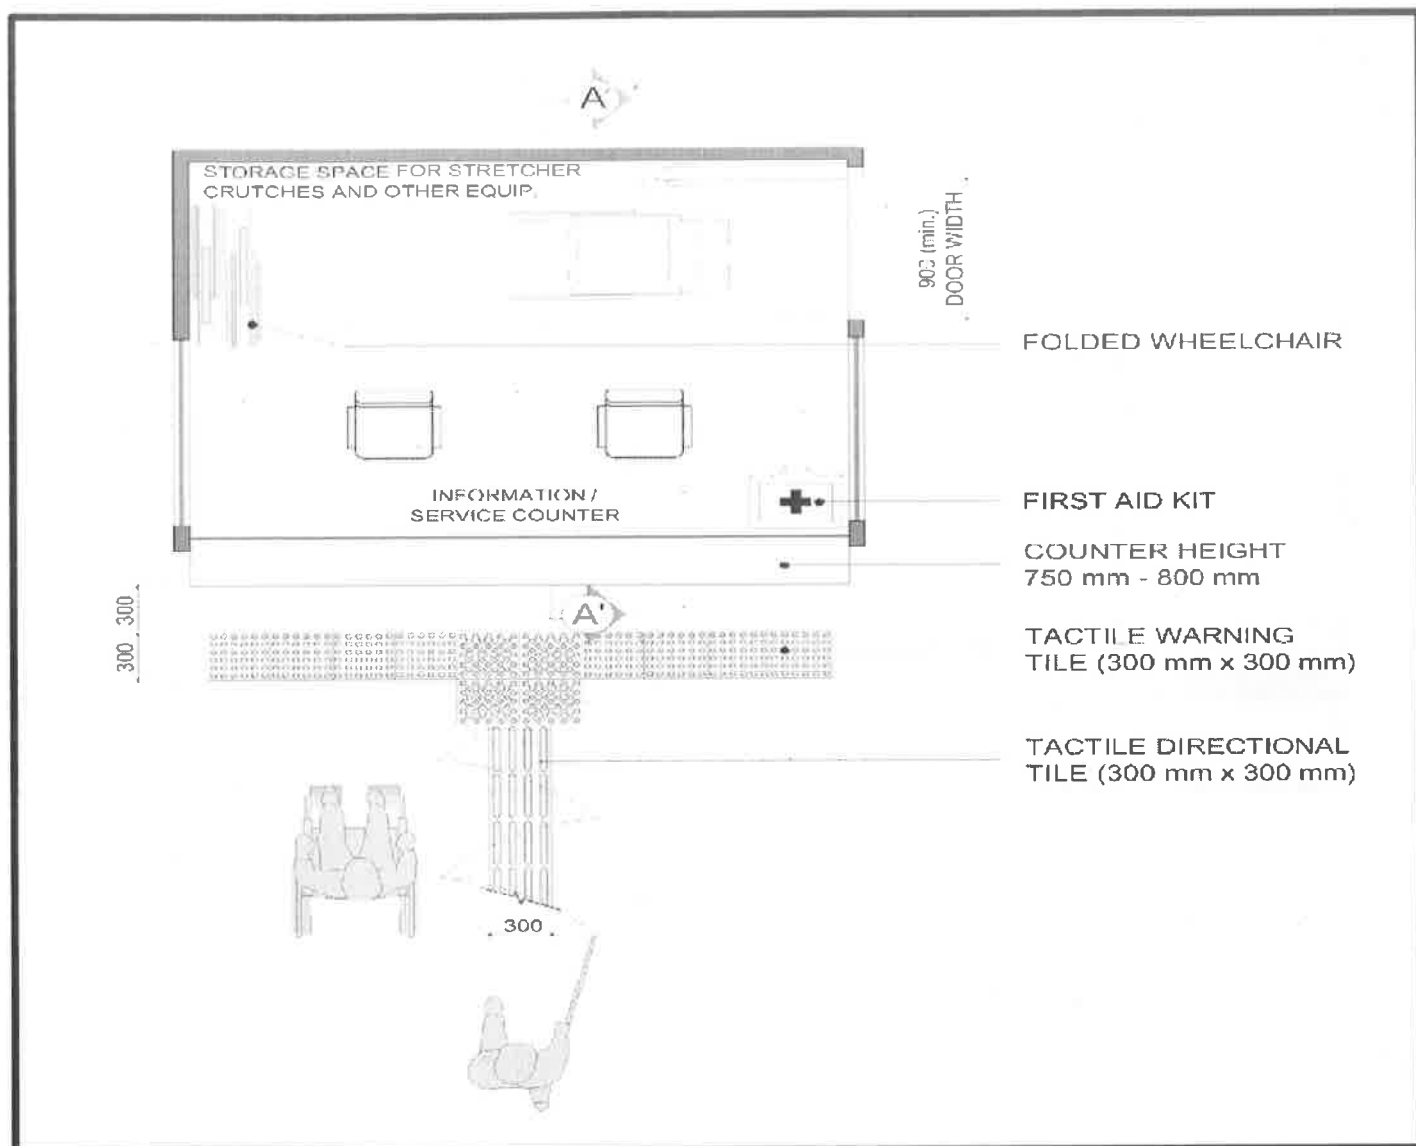 A'
STORAGE SPACE FOR STRETCHER
CRUTCHES AND OTHER EQUIP.
900 (min.)
DOOR WIDTH
FOLDED WHEELCHAIR
INFORMATION /
SERVICE COUNTER
FIRST AID KIT
COUNTER HEIGHT
750 mm - 800 mm
300
300
A'
TACTILE WARNING
TILE (300 mm x 300 mm)
TACTILE DIRECTIONAL
TILE (300 mm x 300 mm)
300